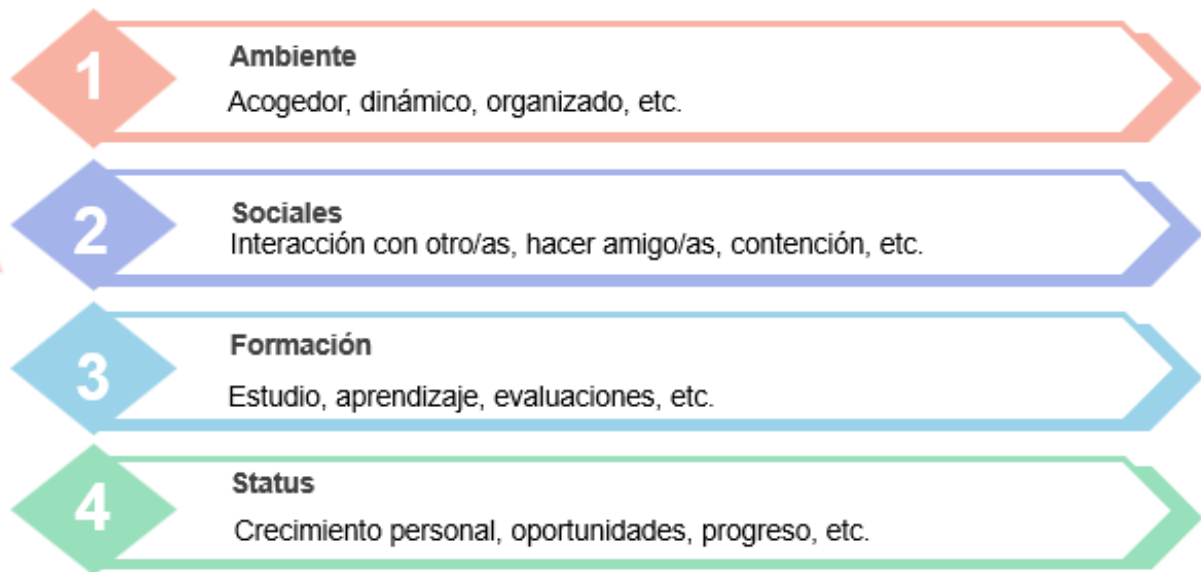 1
Ambiente
Acogedor, dinámico, organizado, etc.
2
Sociales
Interacción con otro/as, hacer amigo/as, contención, etc.
3
Formación
Estudio, aprendizaje, evaluaciones, etc.
4
Status
Crecimiento personal, oportunidades, progreso, etc.